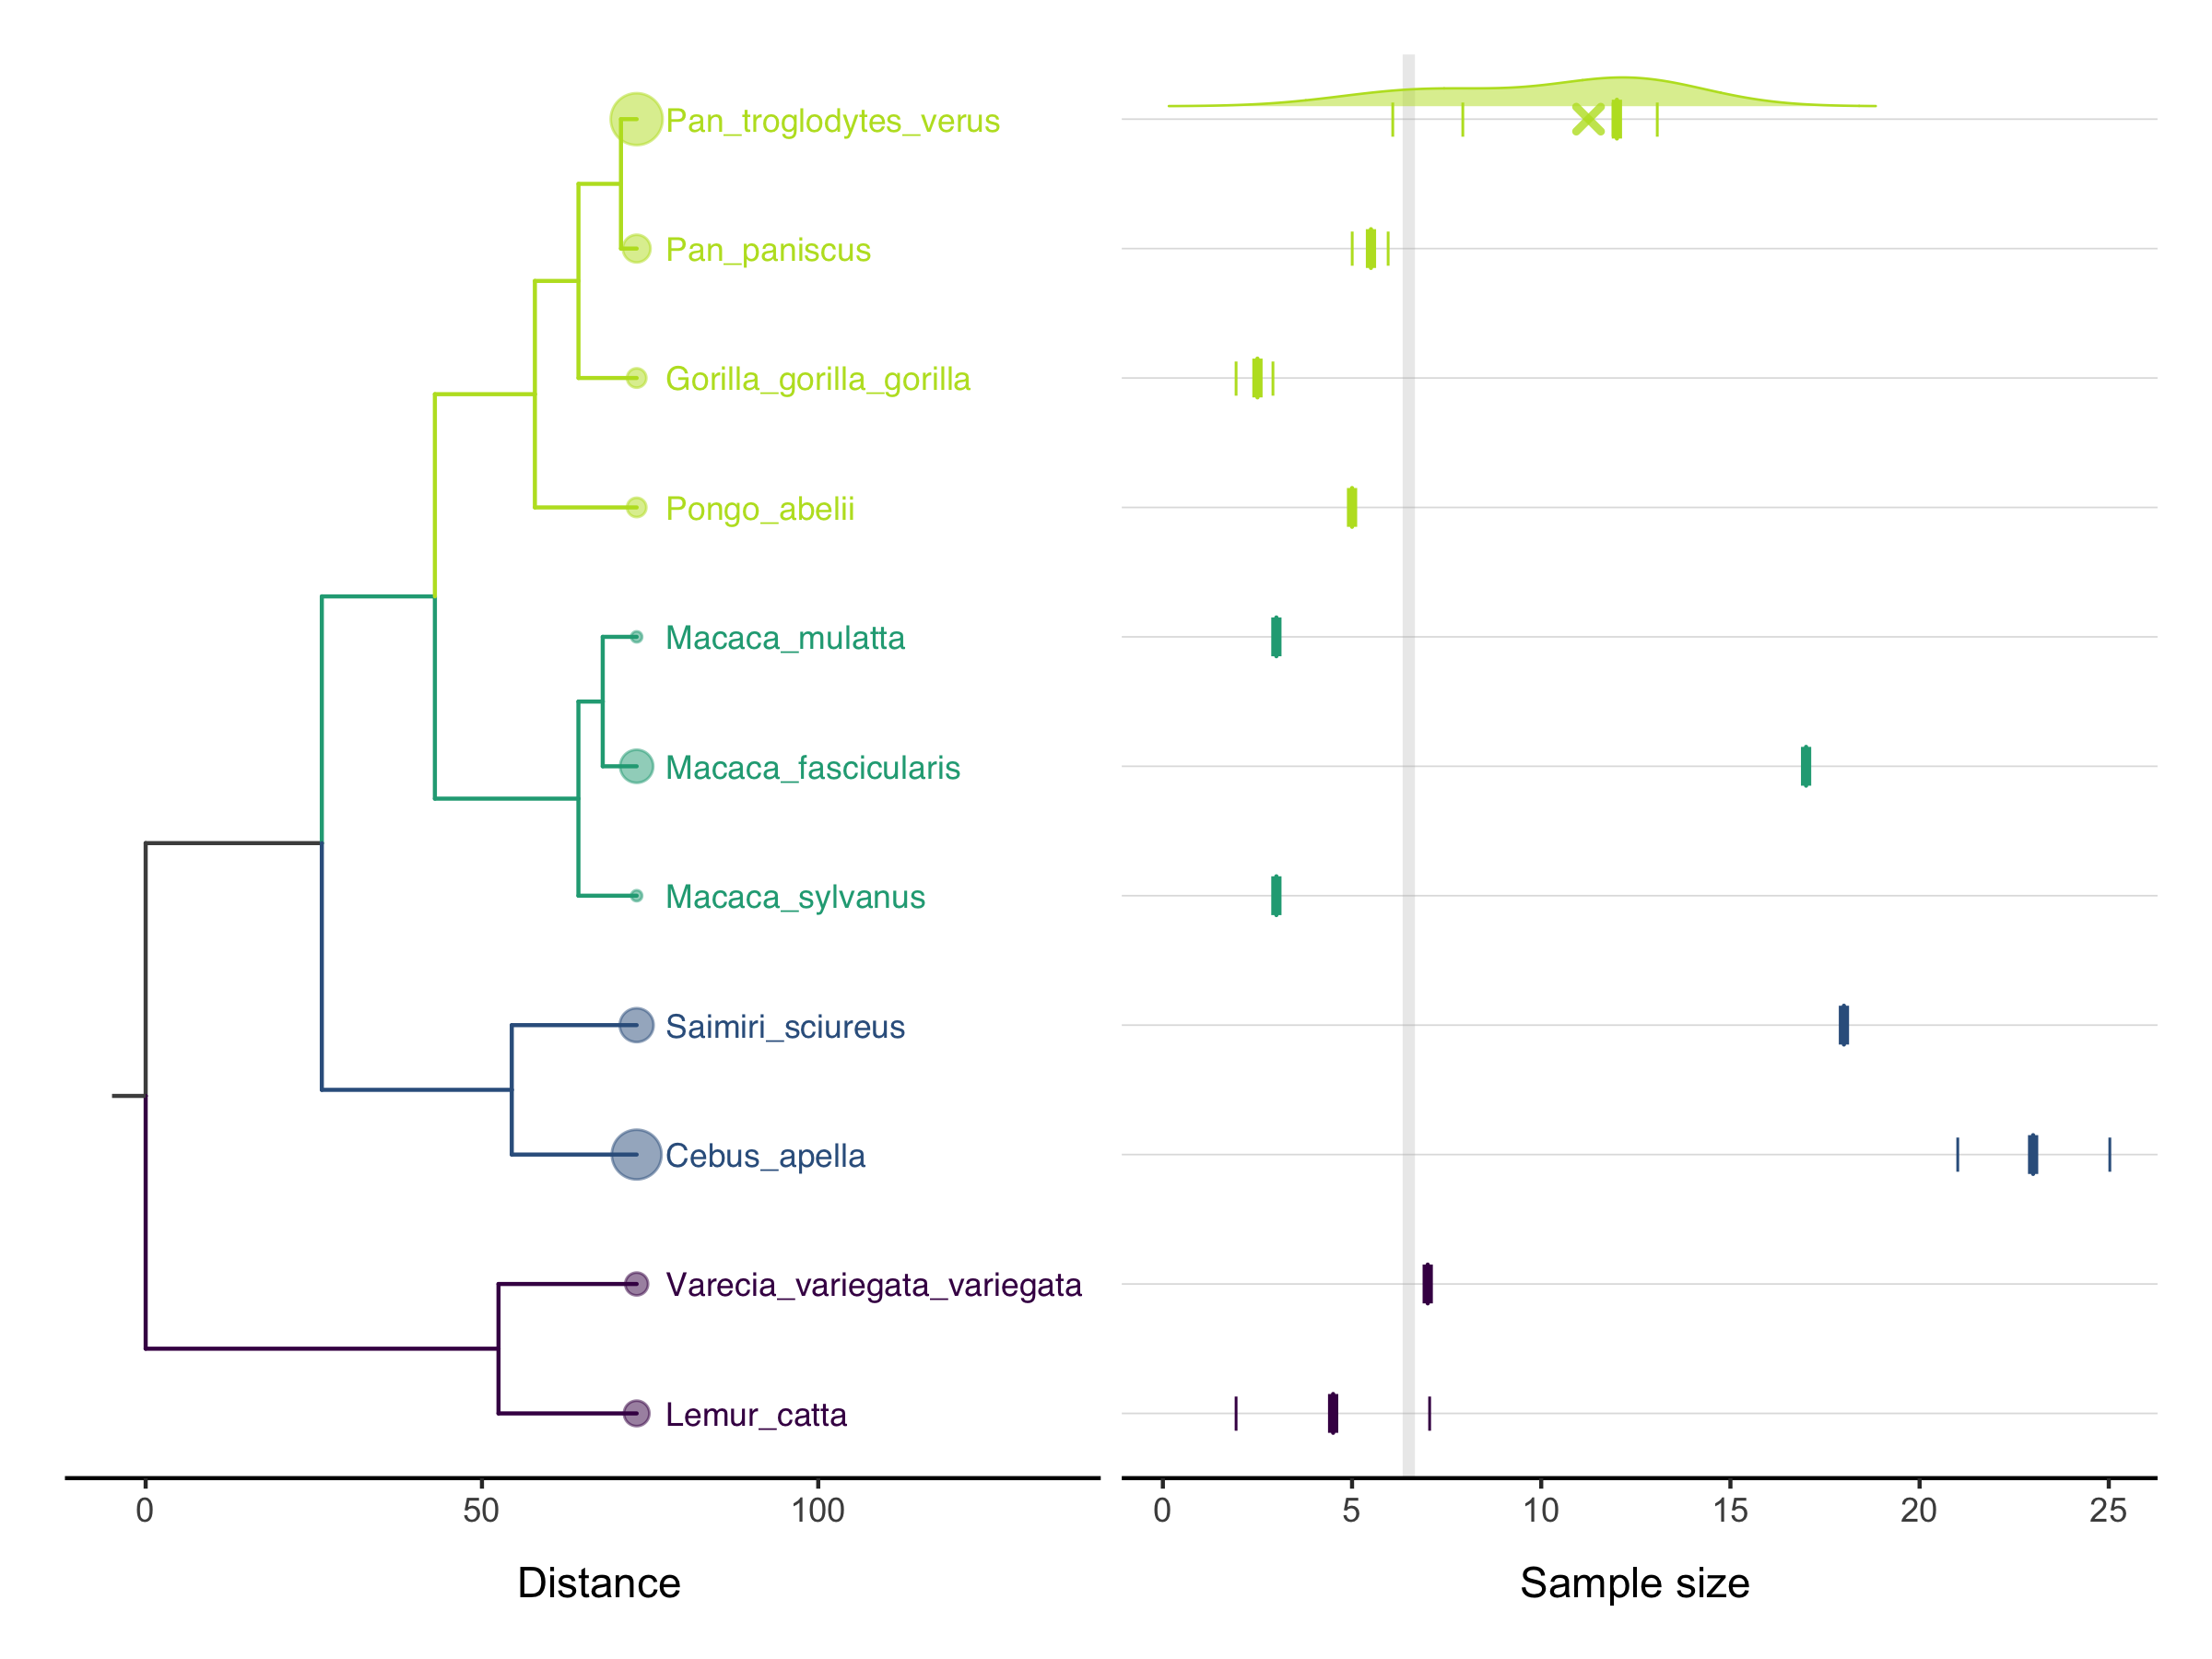 Pan_troglodytes_verus
Pan_paniscus
Gorilla_gorilla_gorilla
Pongo_abelii
Macaca_mulatta
Macaca_fascicularis
Macaca_sylvanus
Saimiri_sciureus
Cebus_apella
Varecia_variegata_variegata
Lemur_catta
0 50 100
Distance
0 5 10 15 20 25
Sample size